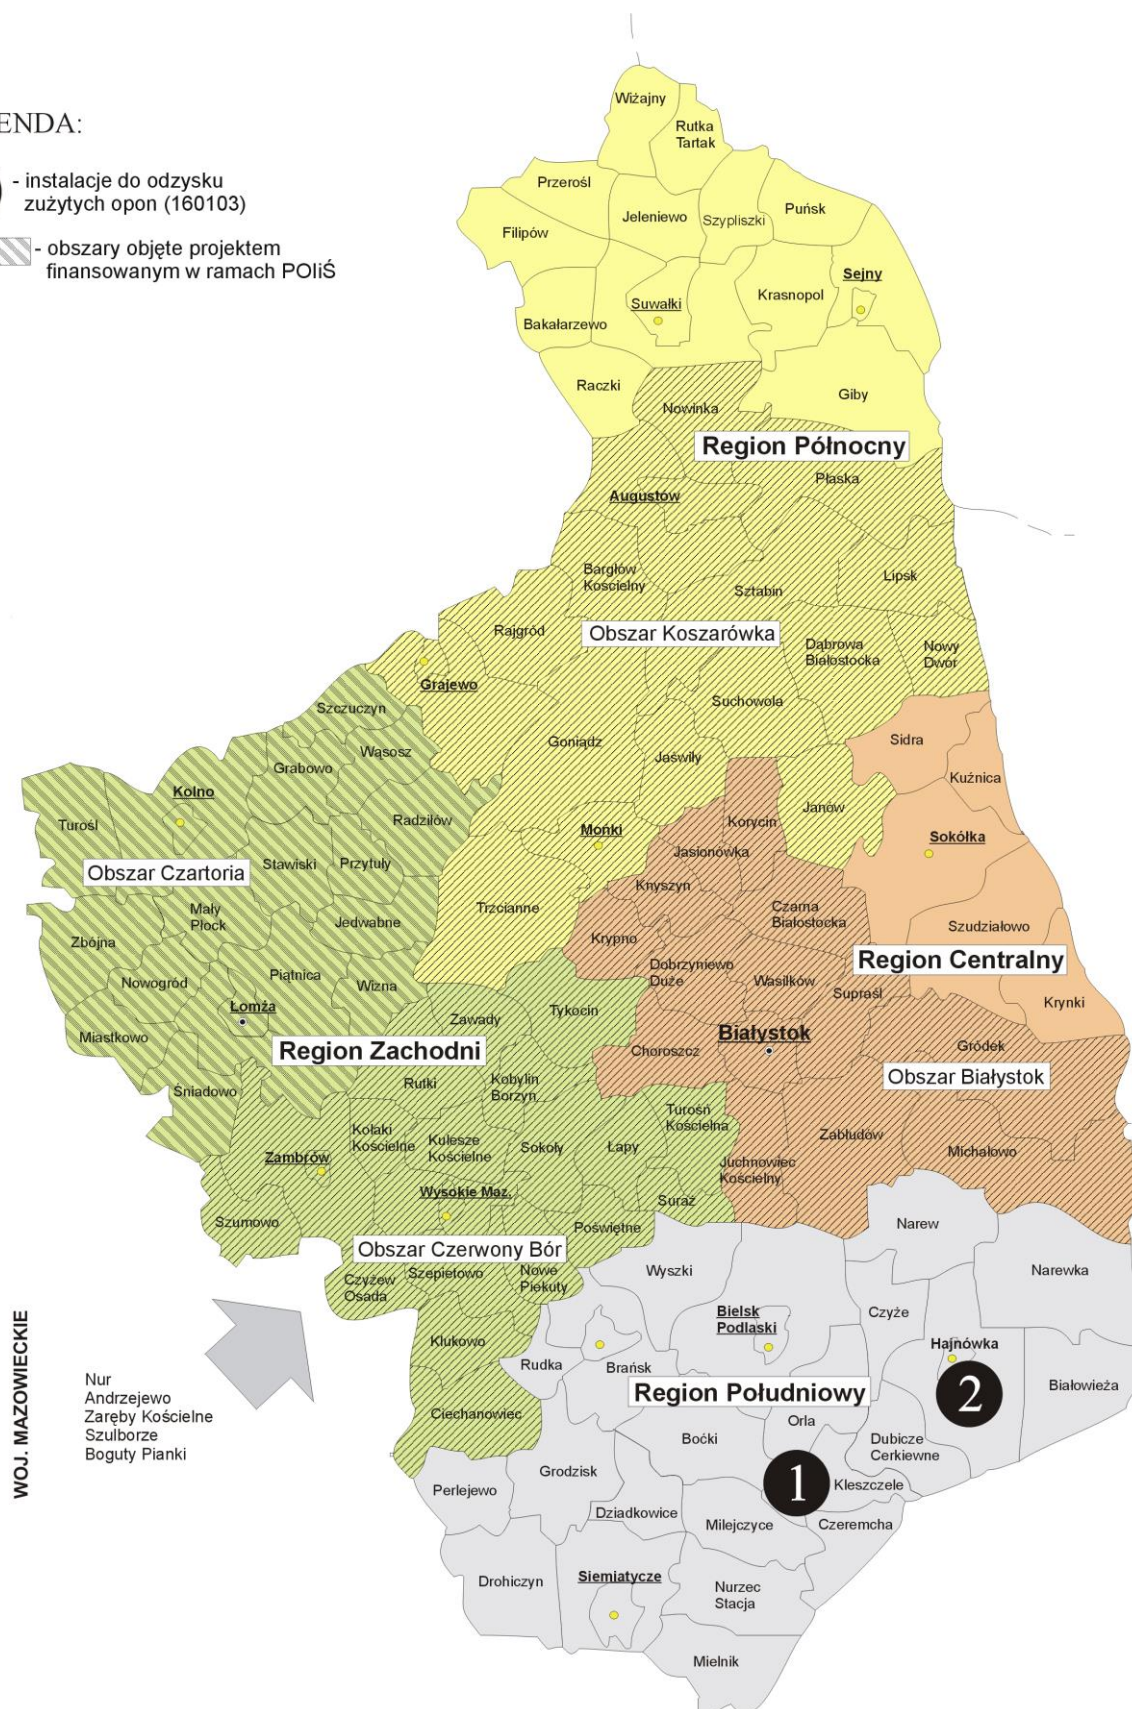 ENDA:
- instalacje do odzysku
zużytych opon (160103)
- obszary objęte projektem
finansowanym w ramach POIiŚ
Wiżajny
Rutka
Tartak
Przerośl
Jeleniewo
Szypliszki
Puńsk
Filipów
Sejny
Suwałki
Krasnopol
Bakałarzewo
Raczki
Giby
Nowinka
Region Północny
Płaska
Augustów
Bargłów
Kościelny
Sztabin
Lipsk
Rajgród
Obszar Koszarówka
Dąbrowa
Białostocka
Nowy
Dwór
Grajewo
Suchowola
Szczuczyn
Goniądz
Jaświły
Sidra
Wąsosz
Grabowo
Kuźnica
Kolno
Janów
Turośl
Radziłów
Korycin
Mońki
Sokółka
Jasionówka
Stawiski
Przytuły
Obszar Czartoria
Knyszyn
Trzcianne
Czarna
Białostocka
Mały
Płock
Jedwabne
Szudziałowo
Zbójna
Krypno
Region Centralny
Dobrzyniewo
Duże
Nowogród
Piątnica
Wizna
Wasilków
Supraśl
Krynki
Łomża
Zawady
Tykocin
Miastkowo
Białystok
Region Zachodni
Choroszcz
Gródek
Obszar Białystok
Śniadowo
Rutki
Kobylin
Borzyn
Turośń
Kościelna
Kołaki
Kościelne
Kulesze
Kościelne
Sokoły
Łapy
Zabłudów
Michałowo
Zambrów
Juchnowiec
Kościelny
Wysokie Maz.
Suraż
Szumowo
Poświętne
Narew
Obszar Czerwony Bór
Czyżew
Osada
Szepietowo
Nowe
Piekuty
Wyszki
Narewka
WOJ. MAZOWIECKIE
Bielsk
Podlaski
Czyże
Klukowo
Hajnówka
Rudka
Brańsk
Nur
Andrzejewo
Zaręby Kościelne
Szulborze
Boguty Pianki
Region Południowy
2
Białowieża
Ciechanowiec
Orla
Boćki
Dubicze
Cerkiewne
Grodzisk
1
Kleszczele
Perlejewo
Dziadkowice
Milejczyce
Czeremcha
Drohiczyn
Siemiatycze
Nurzec
Stacja
Mielnik